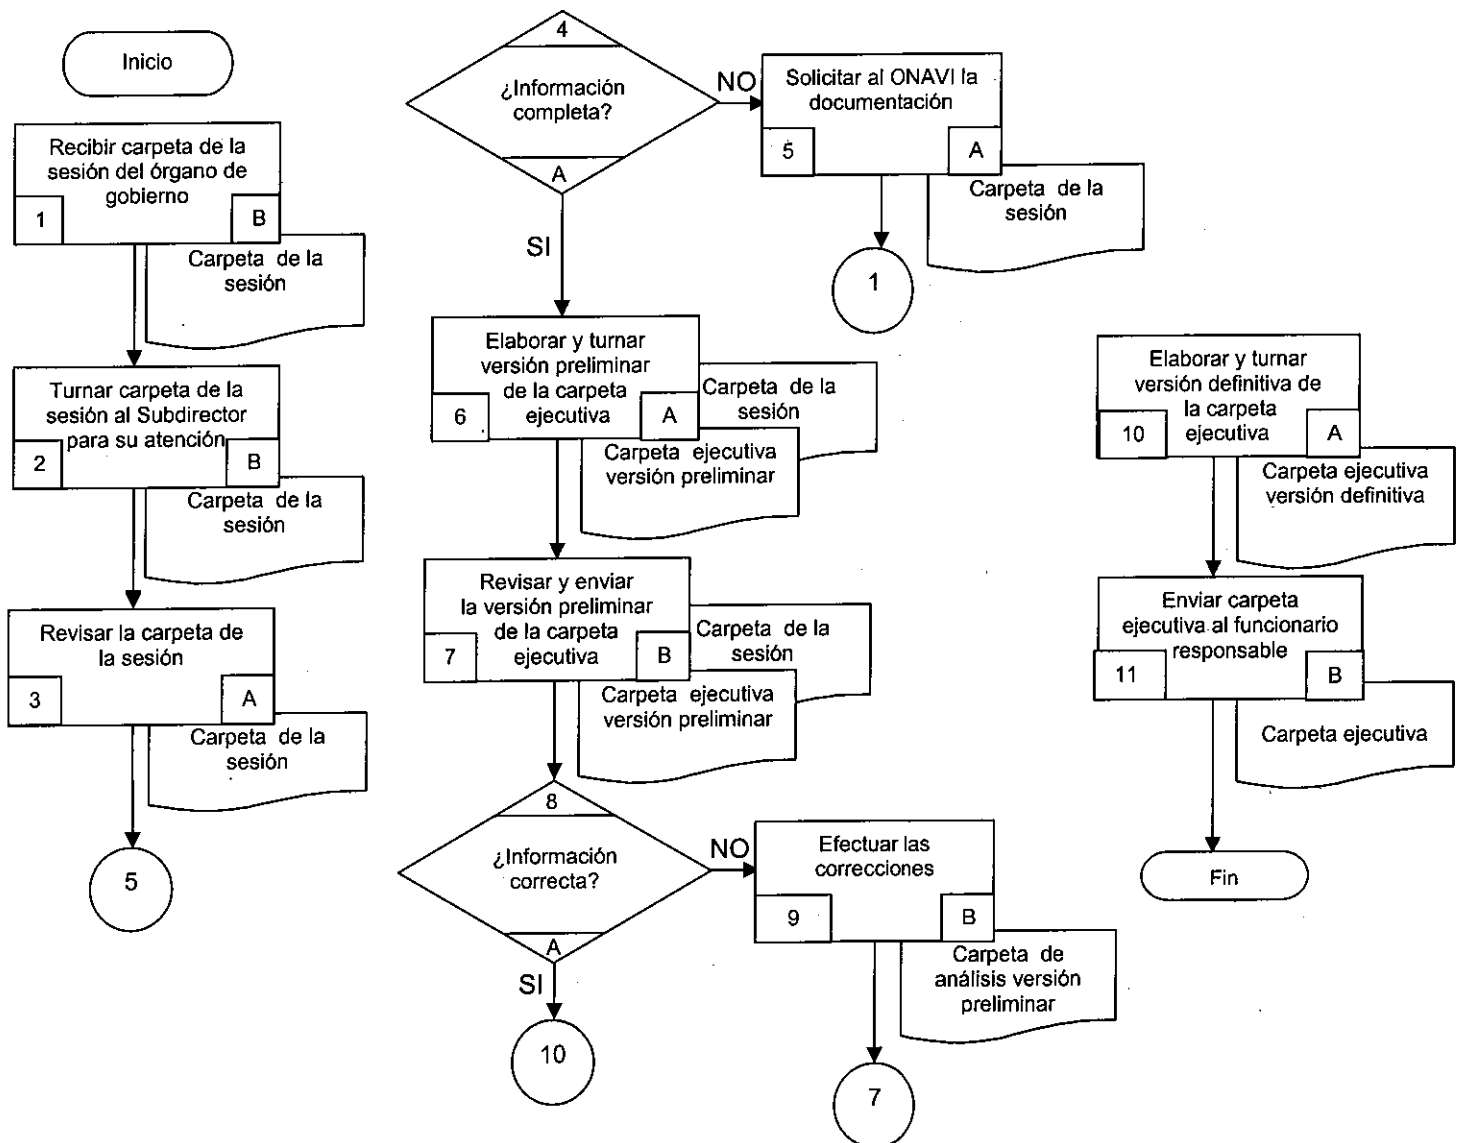 Inicio
Recibir carpeta de la
sesión del órgano de
gobierno
1
B
Carpeta de la
sesión
Turnar carpeta de la
sesión al Subdirector
para su atención
2
B
Carpeta de la
sesión
Revisar la carpeta de
la sesión
3
A
Carpeta de la
sesión
5
4
¿Información
completa?
A
NO
SI
Solicitar al ONAVI la
documentación
5
A
Carpeta de la
sesión
1
Elaborar y turnar
versión preliminar
de la carpeta
ejecutiva
6
A
Carpeta de la
sesión
Carpeta ejecutiva
versión preliminar
Revisar y enviar
la versión preliminar
de la carpeta
ejecutiva
7
B
Carpeta de la
sesión
Carpeta ejecutiva
versión preliminar
8
¿Información
correcta?
A
NO
SI
10
Efectuar las
correcciones
9
B
Carpeta de
análisis versión
preliminar
7
Elaborar y turnar
versión definitiva de
la carpeta
ejecutiva
10
A
Carpeta ejecutiva
versión definitiva
Enviar carpeta
ejecutiva al funcionario
responsable
11
B
Carpeta ejecutiva
Fin